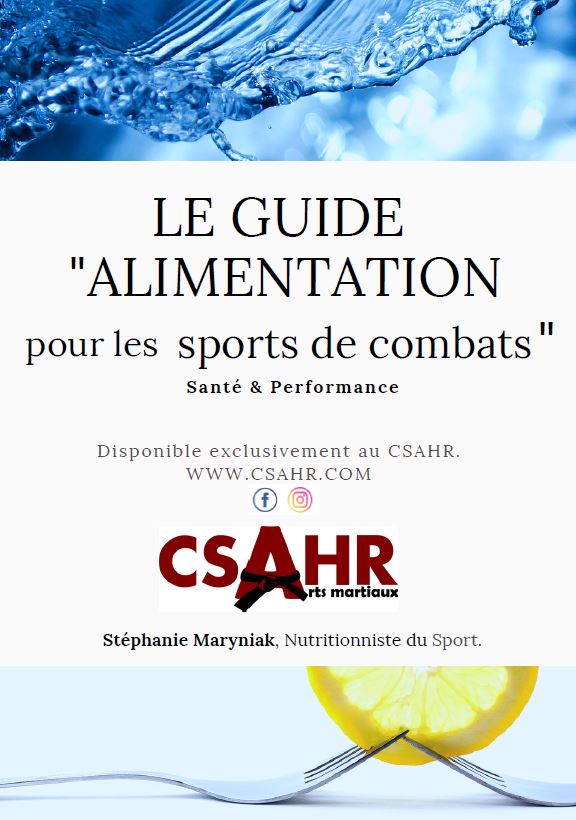 LE GUIDE
"ALIMENTATION
pour les sports de combats"
Santé & Performance
Disponible exclusivement au CSAHR.
WWW.CSAHR.COM
CSAHR
rts martiaux
Stéphanie Maryniak, Nutritionniste du Sport.